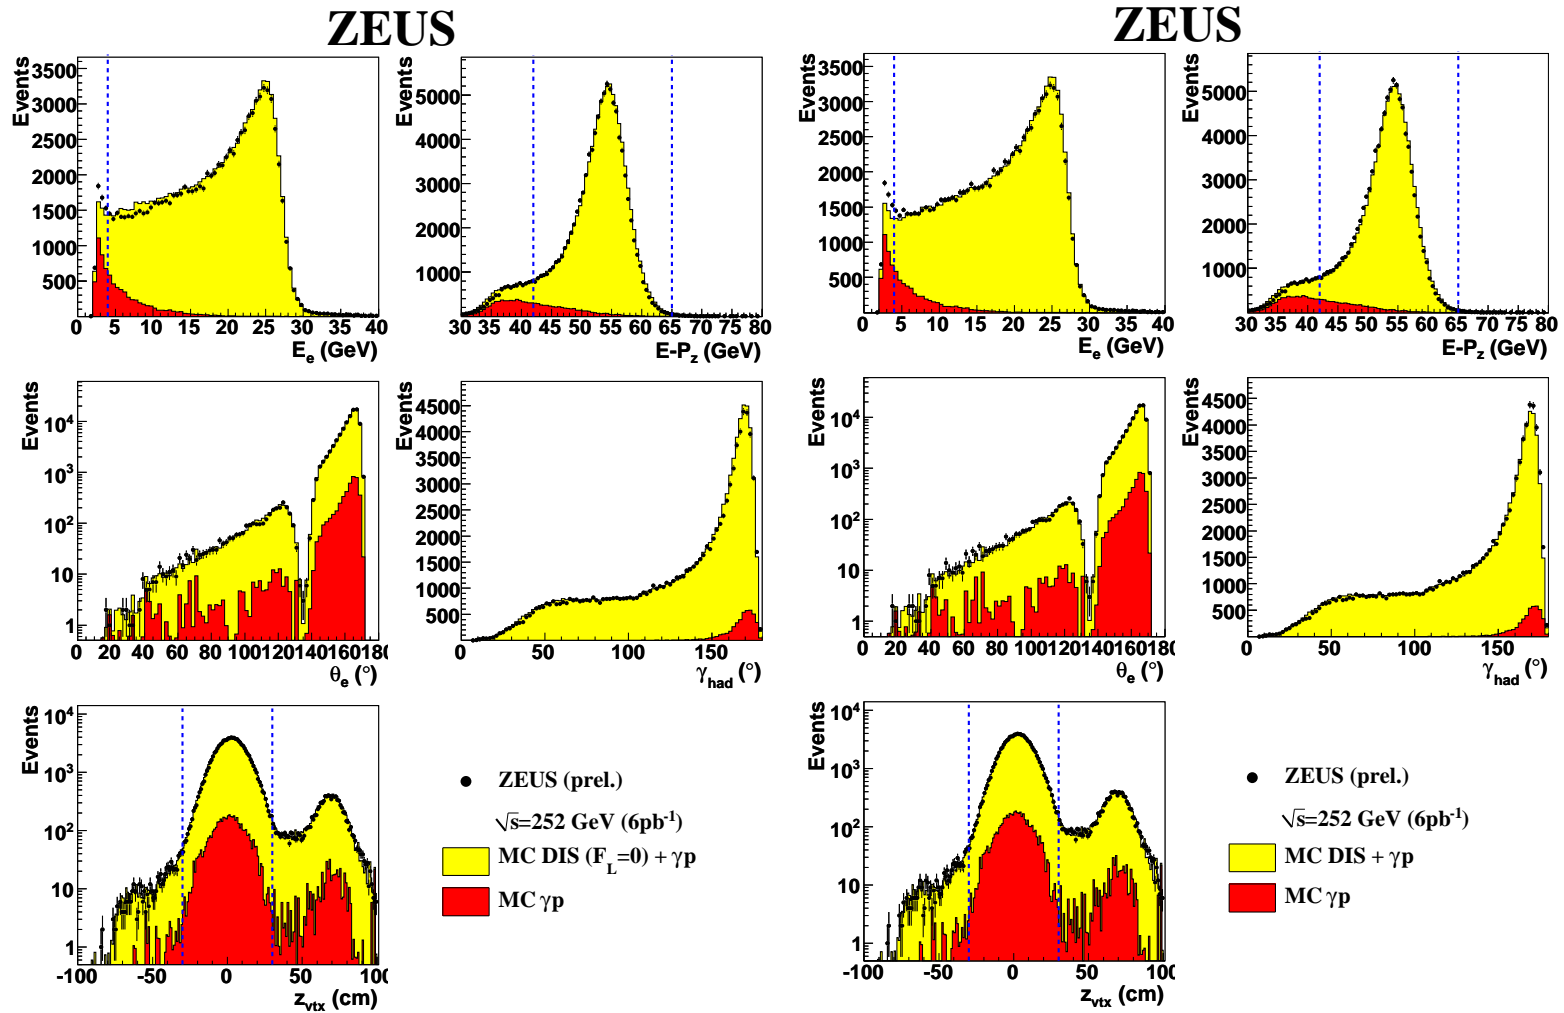 ZEUS
Events
3500
3000
2500
2000
1500
1000
500
0 5 10 15 20 25 30 35 40
E_e (GeV)
Events
5000
4000
3000
2000
1000
30 35 40 45 50 55 60 65 70 75 80
E-P_z (GeV)
Events
10^4
10^3
10^2
10
1
0 20 40 60 80 100 120 140 160 180
θ_e (°)
Events
4500
4000
3500
3000
2500
2000
1500
1000
500
0 50 100 150
γ_had (°)
Events
10^4
10^3
10^2
10
1
-100 -50 0 50 100
z_vtx (cm)
ZEUS (prel.)
√s=252 GeV (6pb^-1)
MC DIS (F_L=0) + γp
MC γp
ZEUS
Events
3500
3000
2500
2000
1500
1000
500
0 5 10 15 20 25 30 35 40
E_e (GeV)
Events
5000
4000
3000
2000
1000
30 35 40 45 50 55 60 65 70 75 80
E-P_z (GeV)
Events
10^4
10^3
10^2
10
1
0 20 40 60 80 100 120 140 160 180
θ_e (°)
Events
4500
4000
3500
3000
2500
2000
1500
1000
500
0 50 100 150
γ_had (°)
Events
10^4
10^3
10^2
10
1
-100 -50 0 50 100
z_vtx (cm)
ZEUS (prel.)
√s=252 GeV (6pb^-1)
MC DIS + γp
MC γp